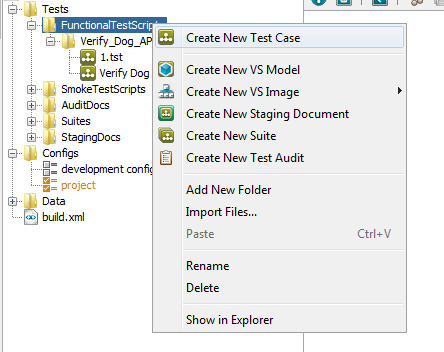 Tests
FunctionalTestScrip
Verify_Dog_AP
1.tst
Verify Dog
SmokeTestScripts
AuditDocs
Suites
StagingDocs
Configs
development config
project
Data
build.xml
Create New Test Case
Create New VS Model
Create New VS Image
Create New Staging Document
Create New Suite
Create New Test Audit
Add New Folder
Import Files...
Paste Ctrl+V
Rename
Delete
Show in Explorer